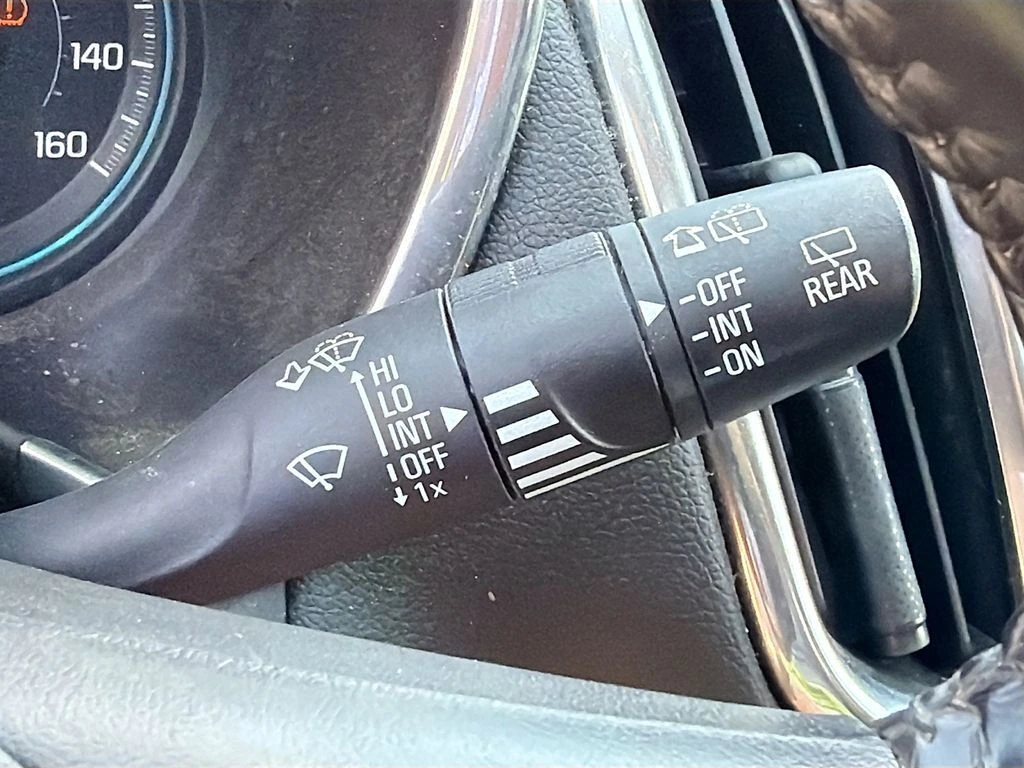 140
160
HI
LO
INT
OFF
1x
-OFF
-INT
-ON
REAR